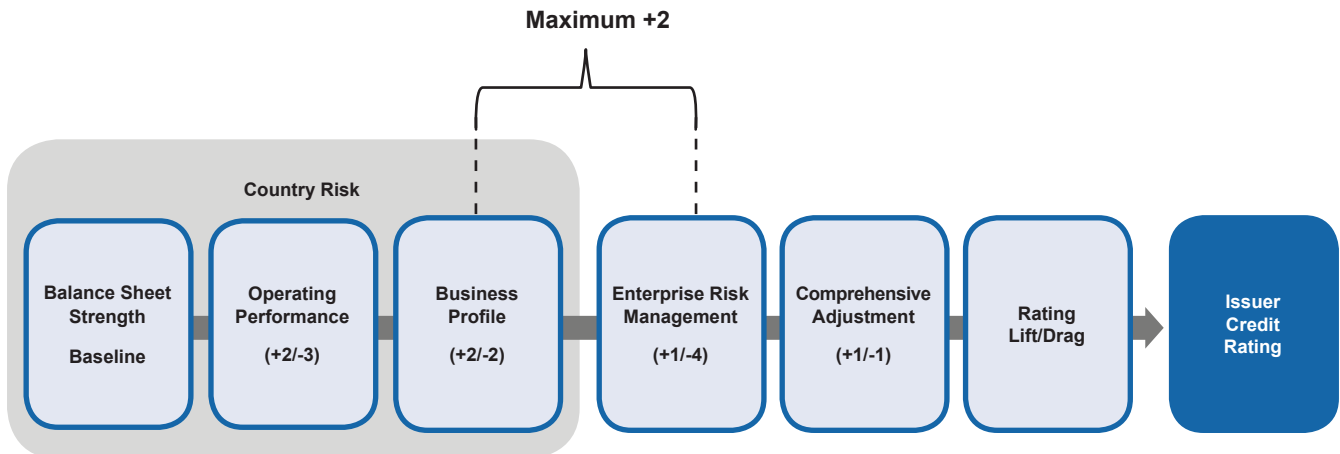 Maximum +2
Country Risk
Balance Sheet
Strength
Baseline
Operating
Performance
(+2/-3)
Business
Profile
(+2/-2)
Enterprise Risk
Management
(+1/-4)
Comprehensive
Adjustment
(+1/-1)
Rating
Lift/Drag
Issuer
Credit
Rating